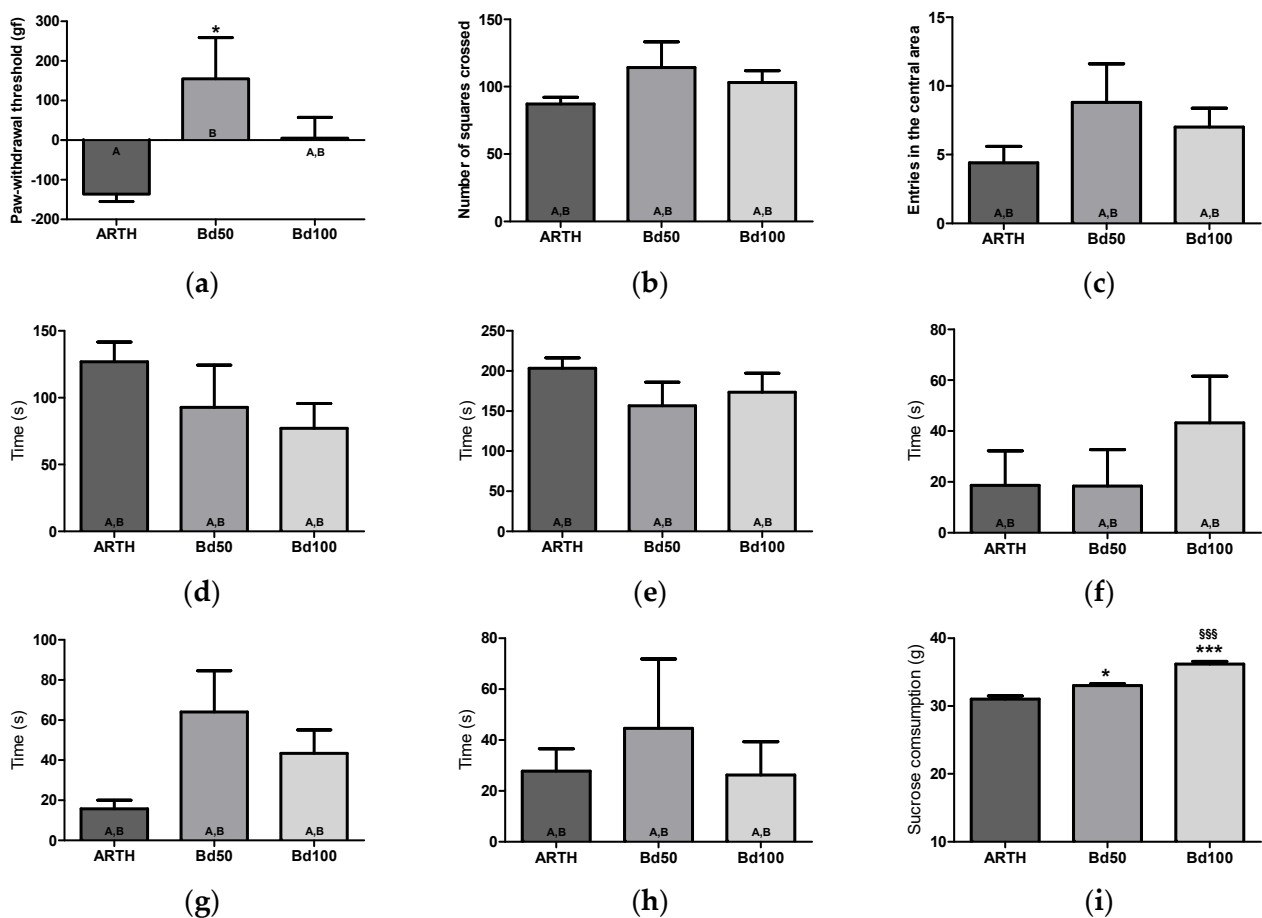 Paw-withdrawal threshold (gf)
300
200
100
0
-100
-200
*
A
B
A,B
ARTH Bd50 Bd100
(a)
Number of squares crossed
150
100
50
0
A,B A,B A,B
ARTH Bd50 Bd100
(b)
Entries in the central area
15
10
5
0
A,B A,B A,B
ARTH Bd50 Bd100
(c)
Time (s)
150
100
50
0
A,B A,B A,B
ARTH Bd50 Bd100
(d)
Time (s)
250
200
150
100
50
0
A,B A,B A,B
ARTH Bd50 Bd100
(e)
Time (s)
80
60
40
20
0
A,B A,B A,B
ARTH Bd50 Bd100
(f)
Time (s)
100
80
60
40
20
0
A,B A,B A,B
ARTH Bd50 Bd100
(g)
Time (s)
80
60
40
20
0
A,B A,B A,B
ARTH Bd50 Bd100
(h)
Sucrose comsumption (g)
40
30
20
10
*
§§§
***
ARTH Bd50 Bd100
(i)